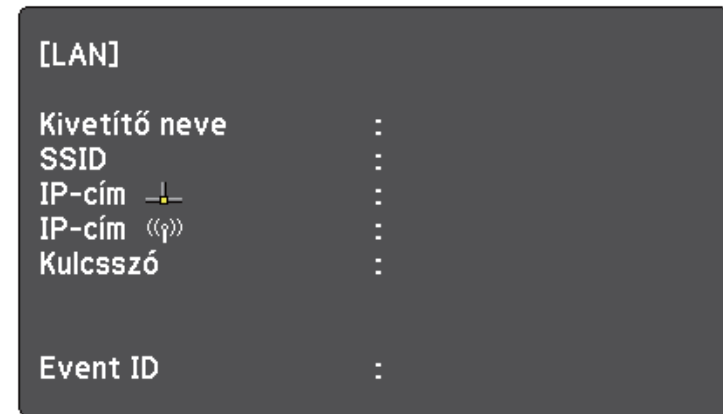 [LAN]
Kivetítő neve :
SSID :
IP-cím :
IP-cím :
Kulcsszó :
Event ID :